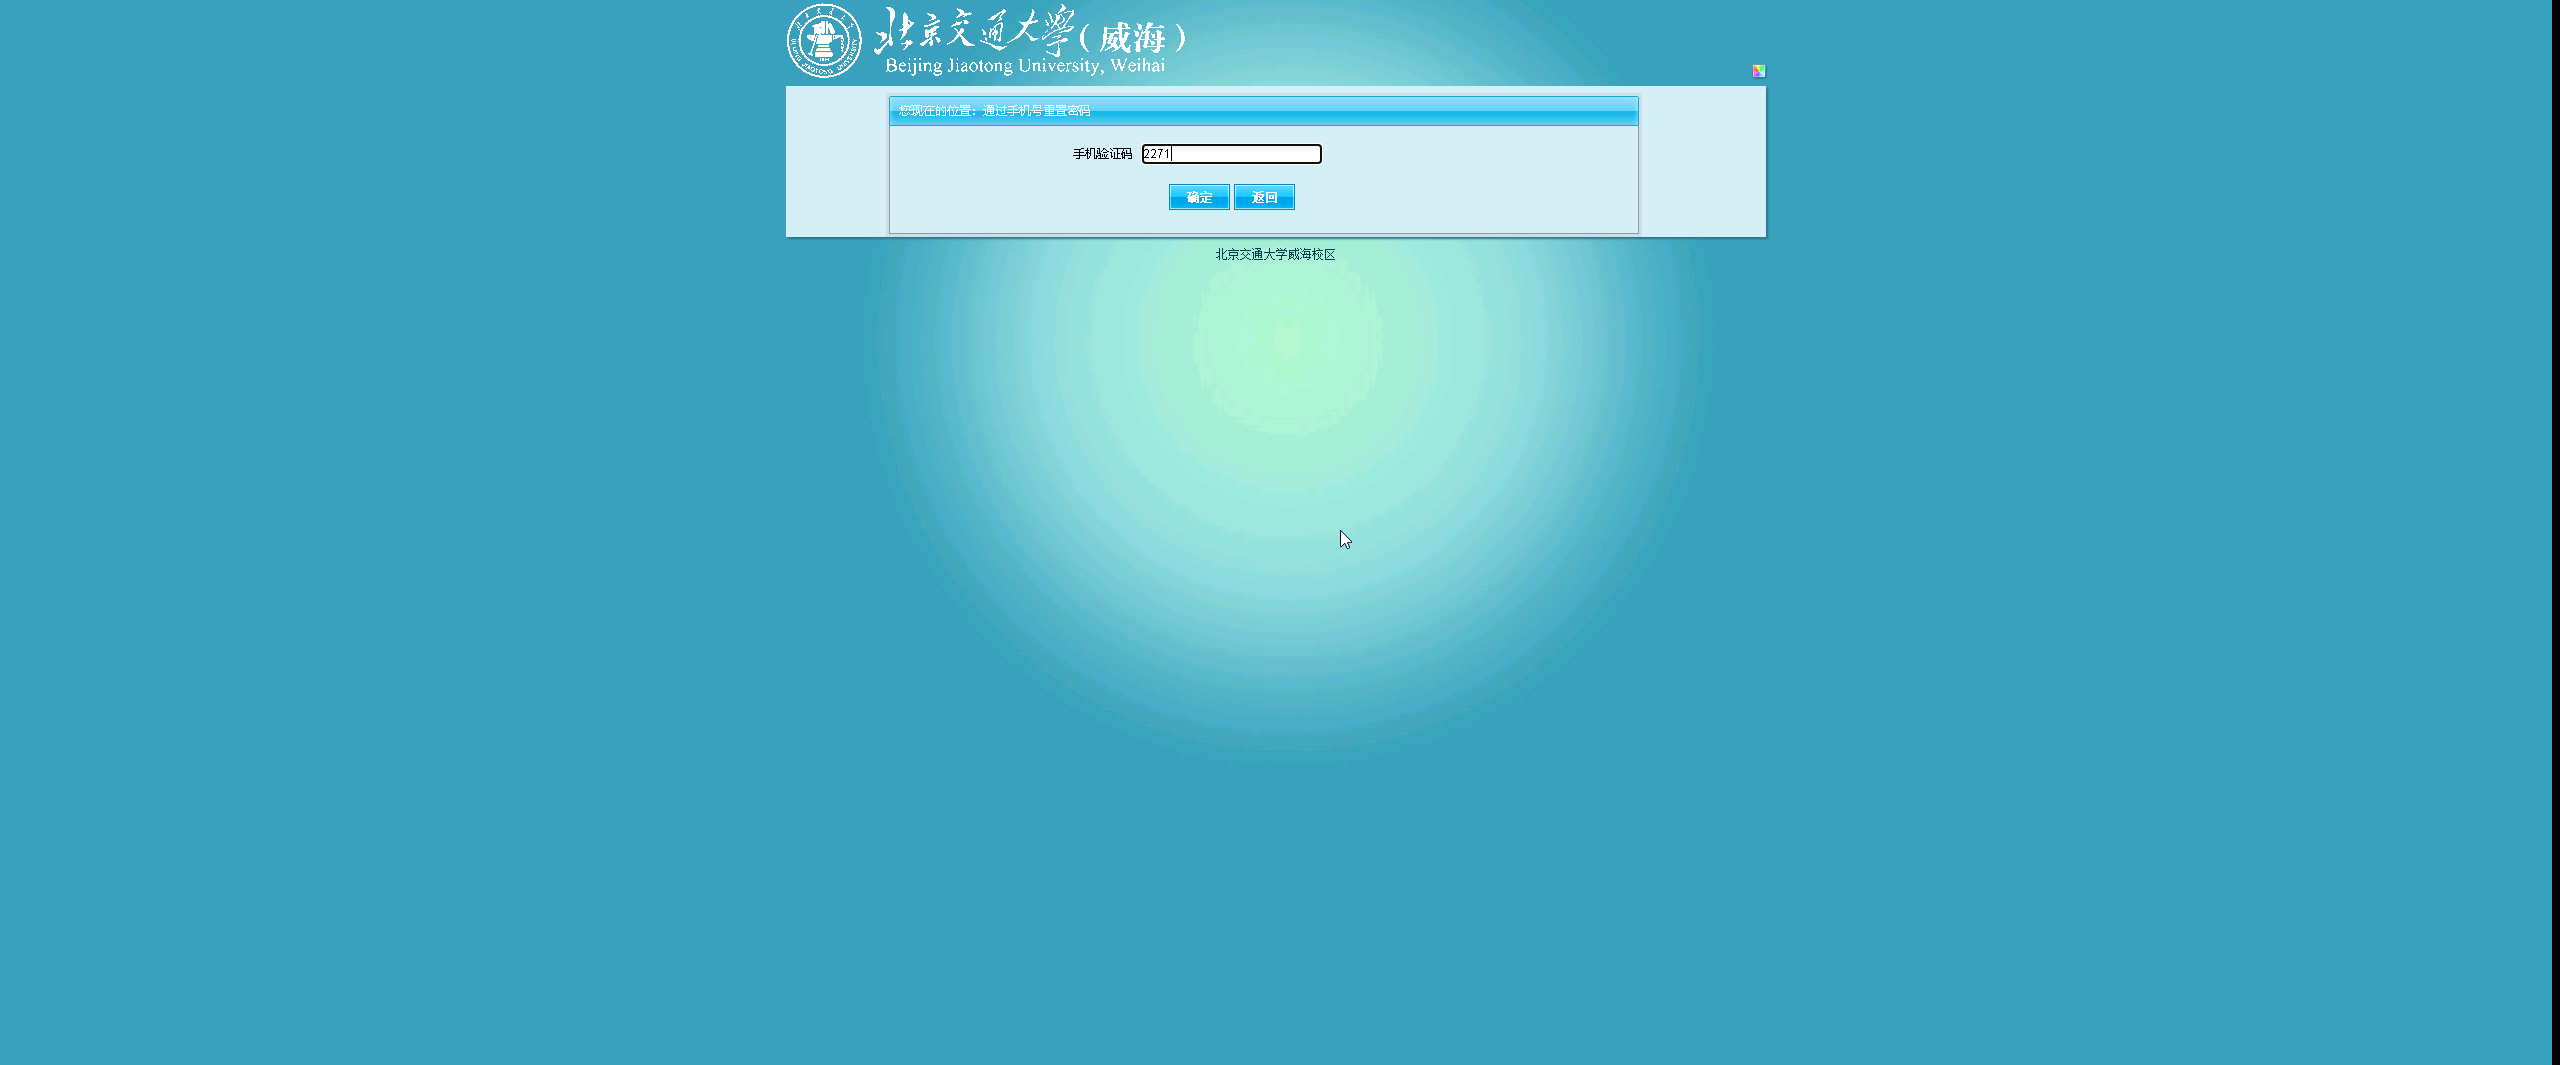 北京交通大學(威海)
Beijing Jiaotong University, Weihai
您现在的位置：通过手机号重置密码
手机验证码 2271
确定 返回
北京交通大学威海校区